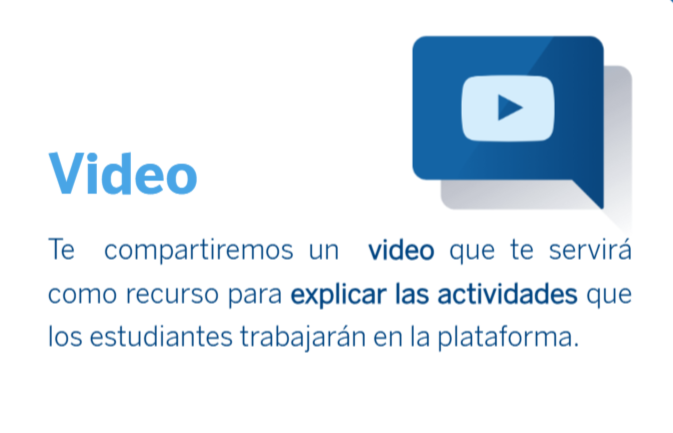 Video
Te compartiremos un video que te servirá
como recurso para explicar las actividades que
los estudiantes trabajarán en la plataforma.